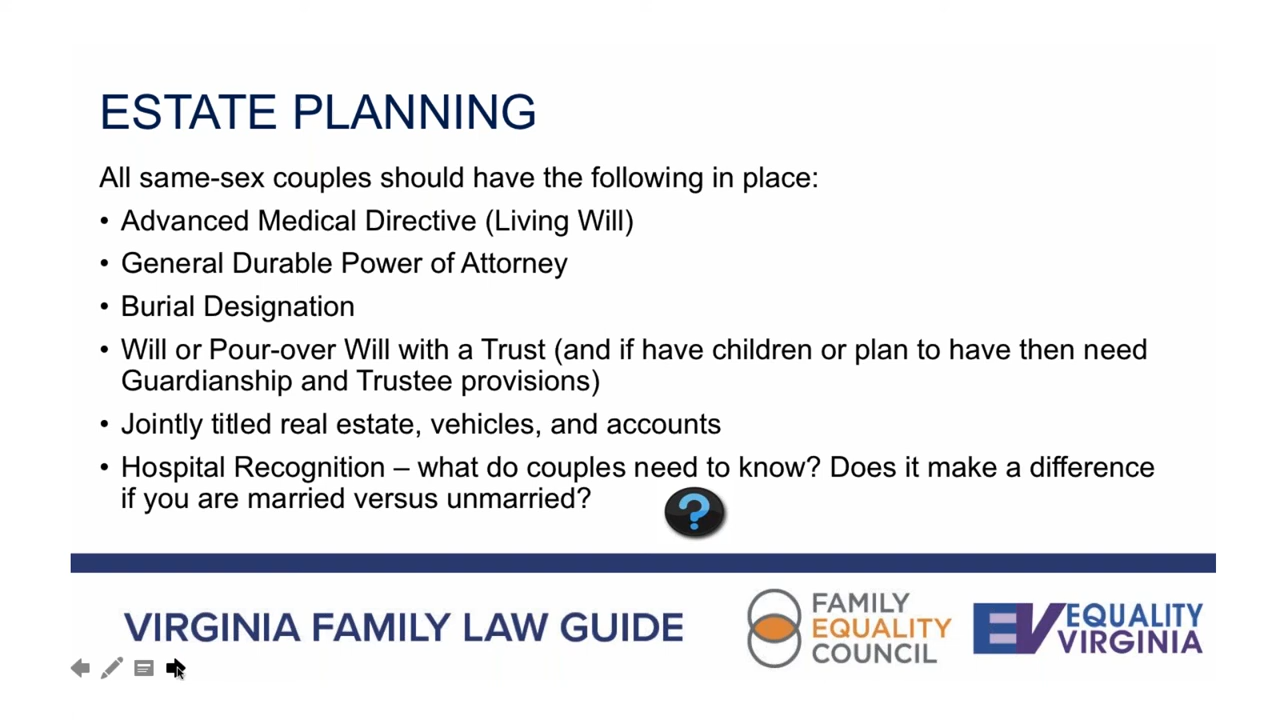 ESTATE PLANNING
All same-sex couples should have the following in place:
• Advanced Medical Directive (Living Will)
• General Durable Power of Attorney
• Burial Designation
• Will or Pour-over Will with a Trust (and if have children or plan to have then need
Guardianship and Trustee provisions)
• Jointly titled real estate, vehicles, and accounts
• Hospital Recognition – what do couples need to know? Does it make a difference
if you are married versus unmarried?
?
VIRGINIA FAMILY LAW GUIDE
FAMILY
EQUALITY
COUNCIL
EV
EQUALITY
VIRGINIA